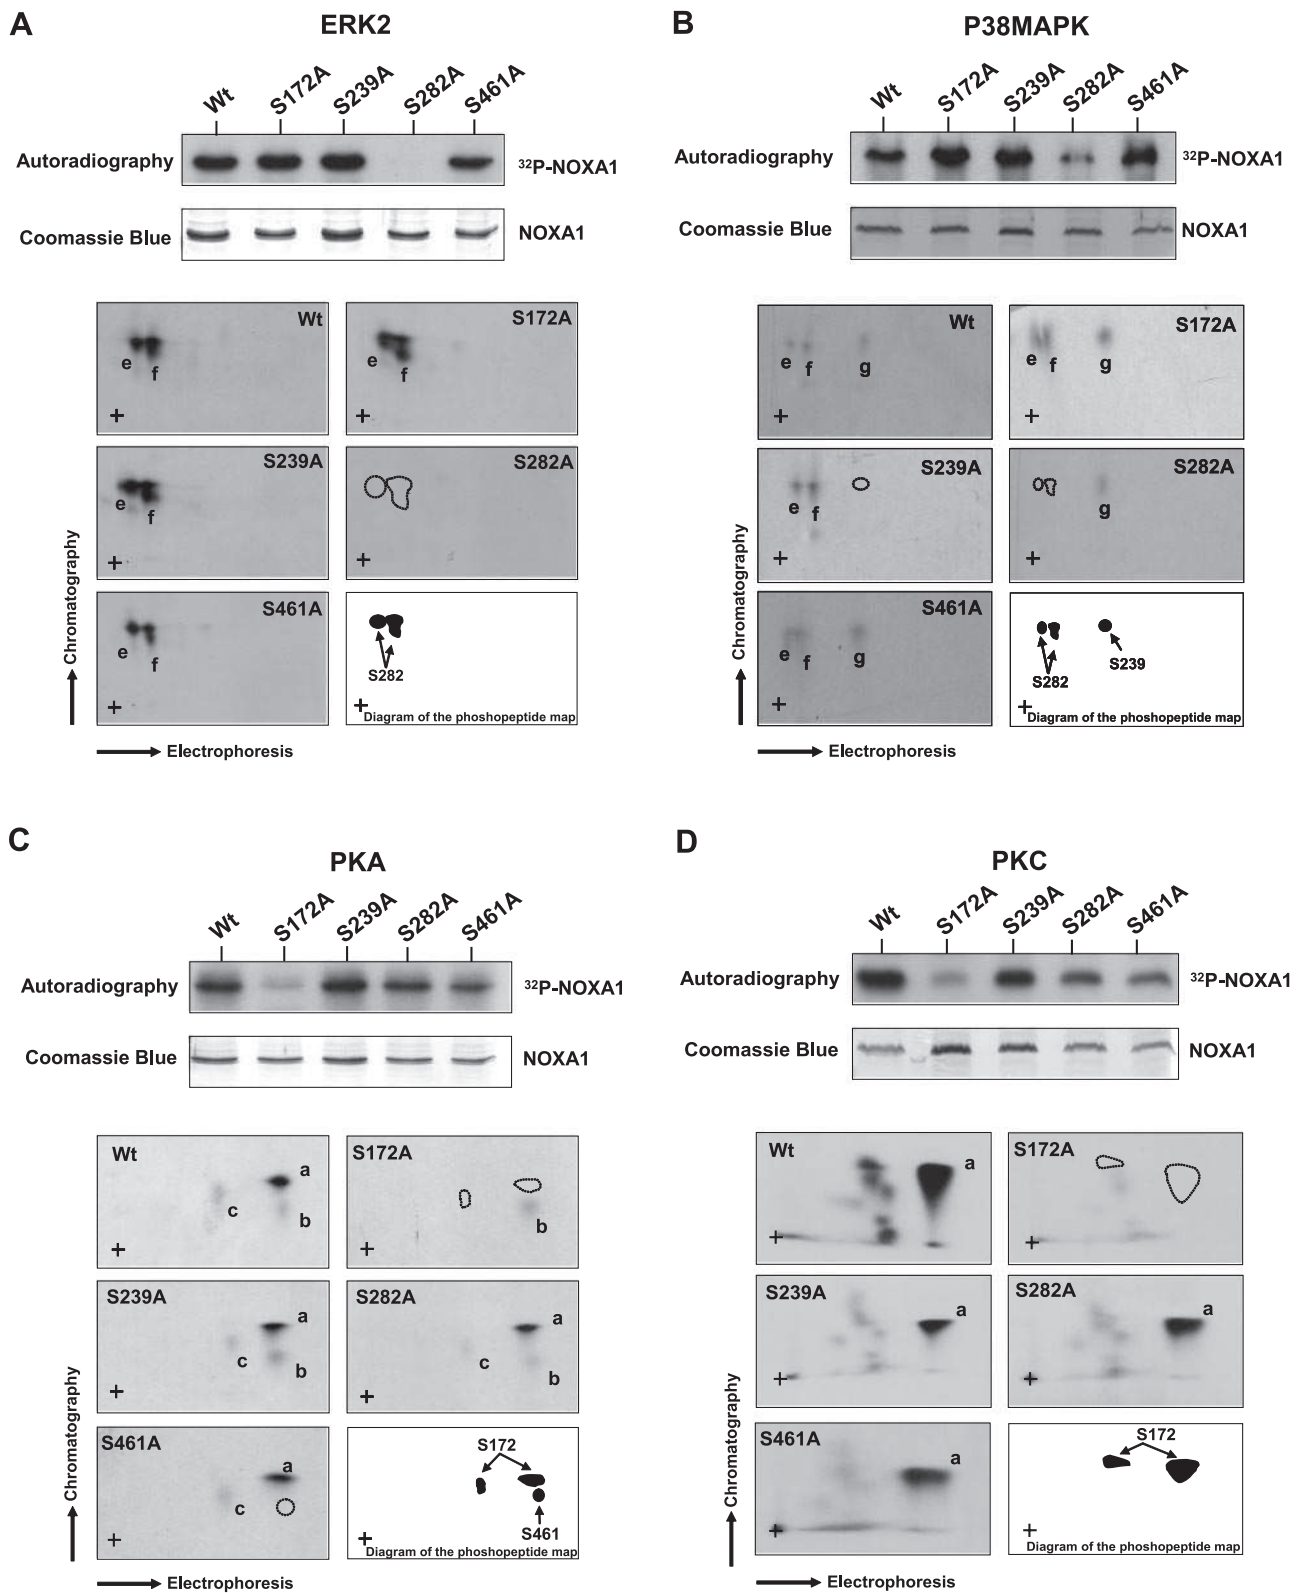 A
ERK2
Wt
S172A
S239A
S282A
S461A
Autoradiography
³²P-NOXA1
Coomassie Blue
NOXA1
Wt
e
f
+
S172A
e
f
+
S239A
e
f
+
S282A
+
S461A
e
f
+
S282
+
Diagram of the phoshopeptide map
Chromatography
Electrophoresis
B
P38MAPK
Wt
S172A
S239A
S282A
S461A
Autoradiography
³²P-NOXA1
Coomassie Blue
NOXA1
Wt
e
f
g
+
S172A
e
f
g
+
S239A
e
f
+
S282A
g
+
S461A
e
f
g
+
S282
S239
+
Diagram of the phoshopeptide map
Chromatography
Electrophoresis
C
PKA
Wt
S172A
S239A
S282A
S461A
Autoradiography
³²P-NOXA1
Coomassie Blue
NOXA1
Wt
a
c
b
+
S172A
b
+
S239A
a
c
b
+
S282A
a
c
b
+
S461A
a
c
+
S172
S461
+
Diagram of the phoshopeptide map
Chromatography
Electrophoresis
D
PKC
Wt
S172A
S239A
S282A
S461A
Autoradiography
³²P-NOXA1
Coomassie Blue
NOXA1
Wt
a
+
S172A
+
S239A
a
+
S282A
a
+
S461A
a
+
S172
+
Diagram of the phoshopeptide map
Chromatography
Electrophoresis